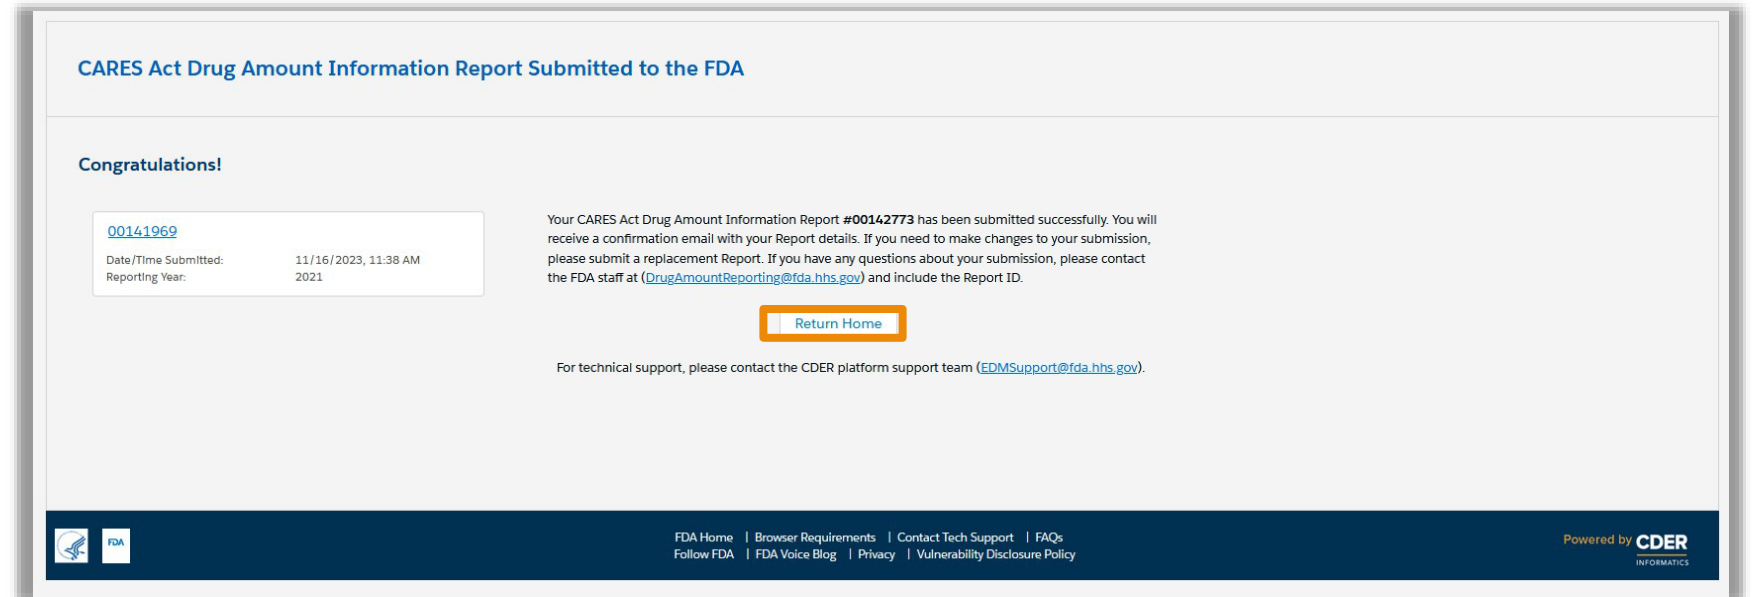 CARES Act Drug Amount Information Report Submitted to the FDA
Congratulations!
00141969
Date/Time Submitted: 11/16/2023, 11:38 AM
Reporting Year: 2021
Your CARES Act Drug Amount Information Report #00142773 has been submitted successfully. You will
receive a confirmation email with your Report details. If you need to make changes to your submission,
please submit a replacement Report. If you have any questions about your submission, please contact
the FDA staff at (DrugAmountReporting@fda.hhs.gov) and include the Report ID.
Return Home
For technical support, please contact the CDER platform support team (EDMSupport@fda.hhs.gov).
FDA
FDA Home | Browser Requirements | Contact Tech Support | FAQs
Follow FDA | FDA Voice Blog | Privacy | Vulnerability Disclosure Policy
Powered by CDER
INFORMATICS